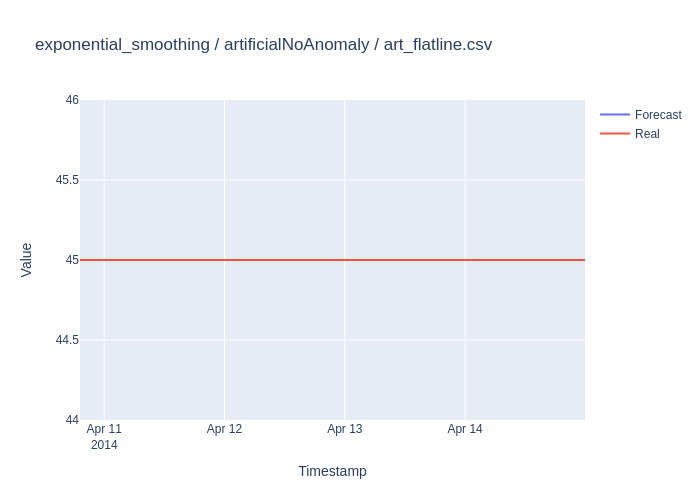 exponential_smoothing / artificialNoAnomaly / art_flatline.csv
46
45.5
45
44.5
44
Value
Apr 11
2014
Apr 12
Apr 13
Apr 14
Timestamp
Forecast
Real